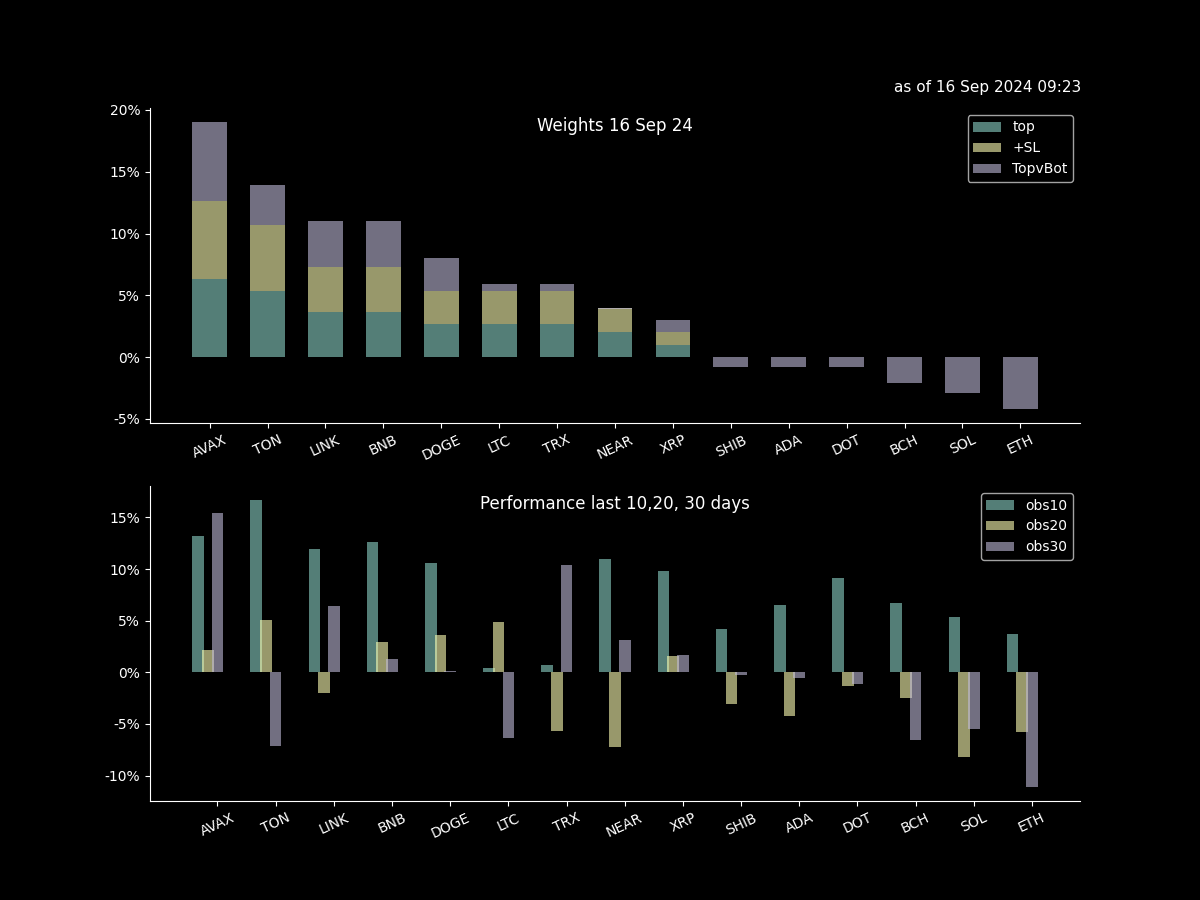 as of 16 Sep 2024 09:23
Weights 16 Sep 24
top
+SL
TopvBot
20%
15%
10%
5%
0%
-5%
AVAX TON LINK BNB DOGE LTC TRX NEAR XRP SHIB ADA DOT BCH SOL ETH
Performance last 10,20, 30 days
obs10
obs20
obs30
15%
10%
5%
0%
-5%
-10%
AVAX TON LINK BNB DOGE LTC TRX NEAR XRP SHIB ADA DOT BCH SOL ETH